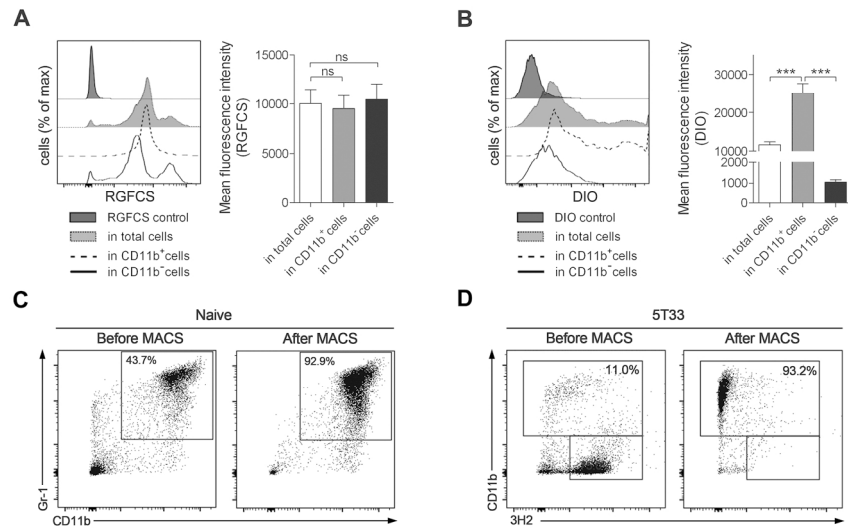 A
cells (% of max)
RGFCS
RGFCS control
in total cells
in CD11b+cells
in CD11b-cells
Mean fluorescence intensity
(RGFCS)
15000
10000
5000
0
ns
ns
in total cells
in CD11b+cells
in CD11b-cells
B
cells (% of max)
DIO
DIO control
in total cells
in CD11b+cells
in CD11b-cells
Mean fluorescence intensity
(DIO)
30000
20000
10000
2000
1000
0
*** ***
in total cells
in CD11b+cells
in CD11b-cells
C
Naive
Before MACS After MACS
43.7% 92.9%
Gr-1
CD11b
D
5T33
Before MACS After MACS
11.0% 93.2%
CD11b
3H2